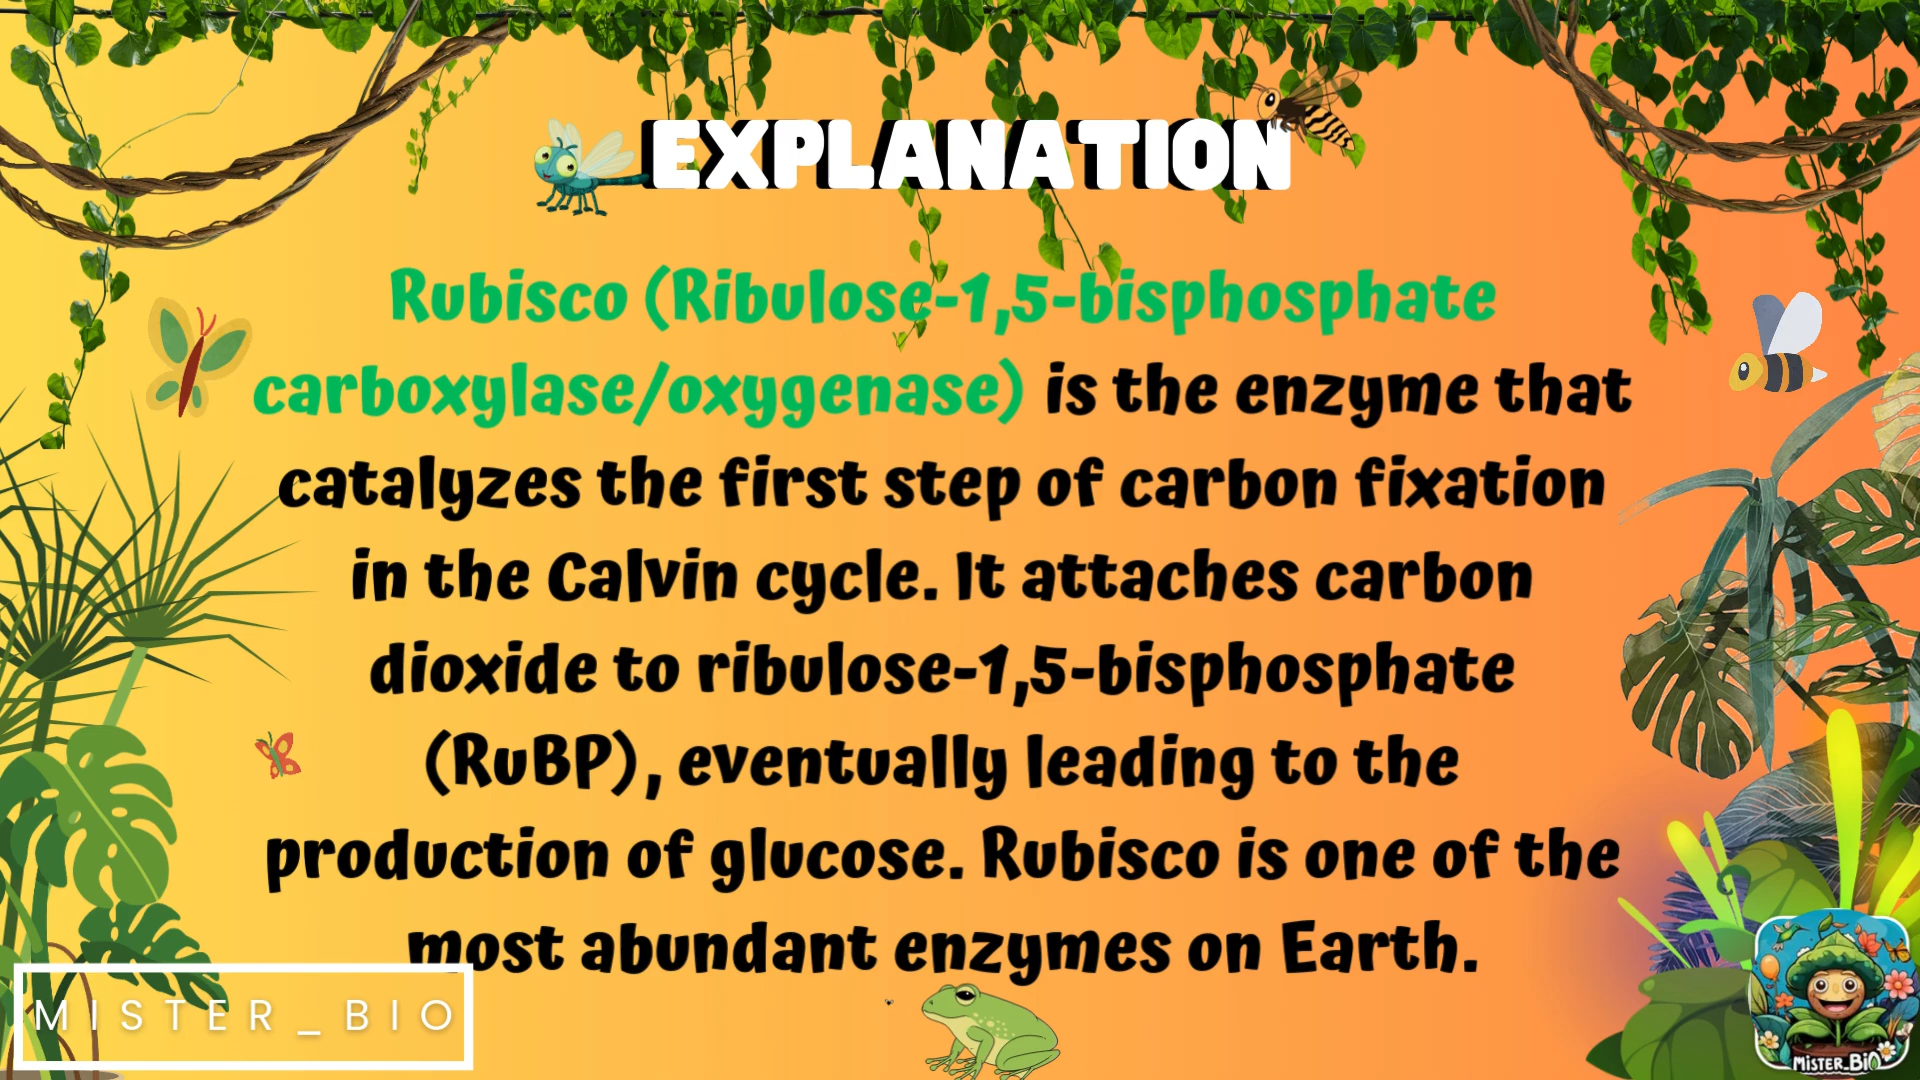 EXPLANATION
Rubisco (Ribulose-1,5-bisphosphate
carboxylase/oxygenase) is the enzyme that
catalyzes the first step of carbon fixation
in the Calvin cycle. It attaches carbon
dioxide to ribulose-1,5-bisphosphate
(RuBP), eventually leading to the
production of glucose. Rubisco is one of the
most abundant enzymes on Earth.
MISTER_BIO
MiSTER_BiO